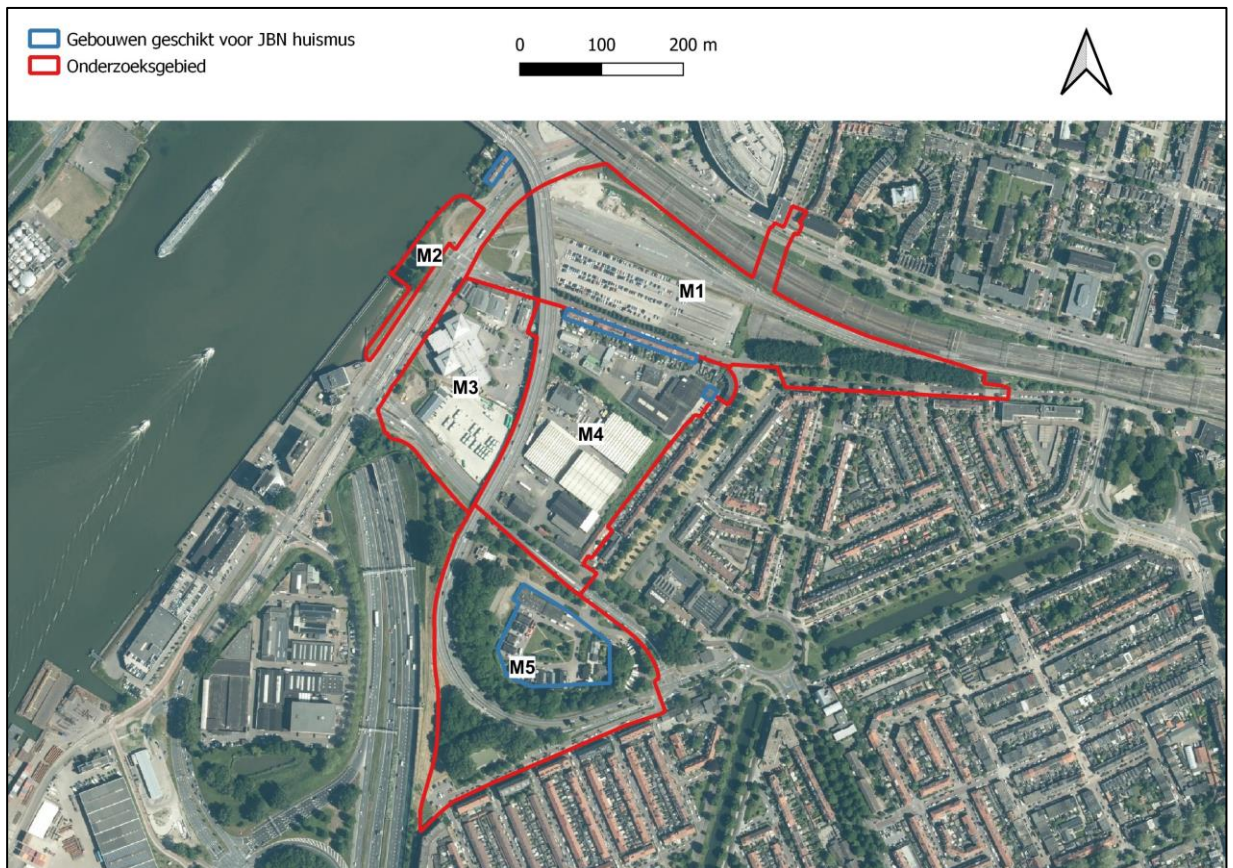 Gebouwen geschikt voor JBN huismus
Onderzoeksgebied
0 100 200 m
M1
M2
M3
M4
M5